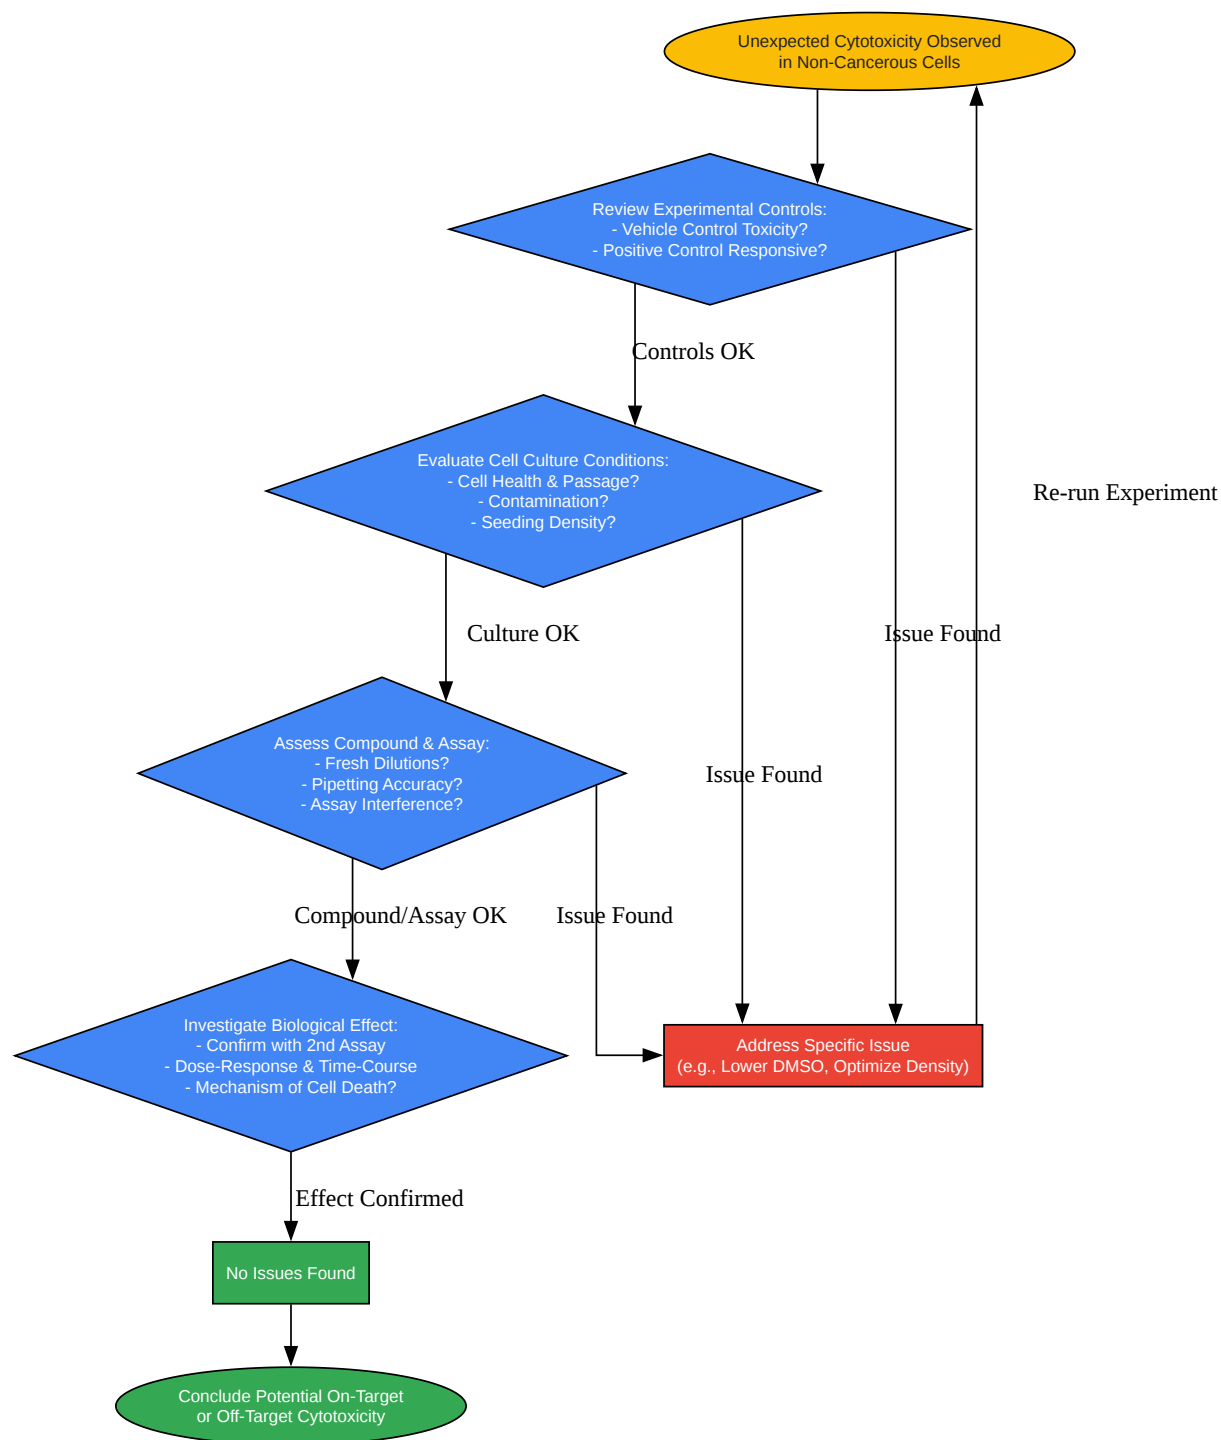 Unexpected Cytotoxicity Observed
in Non-Cancerous Cells
Review Experimental Controls:
- Vehicle Control Toxicity?
- Positive Control Responsive?
Controls OK
Evaluate Cell Culture Conditions:
- Cell Health & Passage?
- Contamination?
- Seeding Density?
Re-run Experiment
Culture OK
Issue Found
Assess Compound & Assay:
- Fresh Dilutions?
- Pipetting Accuracy?
- Assay Interference?
Issue Found
Compound/Assay OK
Issue Found
Investigate Biological Effect:
- Confirm with 2nd Assay
- Dose-Response & Time-Course
- Mechanism of Cell Death?
Address Specific Issue
(e.g., Lower DMSO, Optimize Density)
Effect Confirmed
No Issues Found
Conclude Potential On-Target
or Off-Target Cytotoxicity